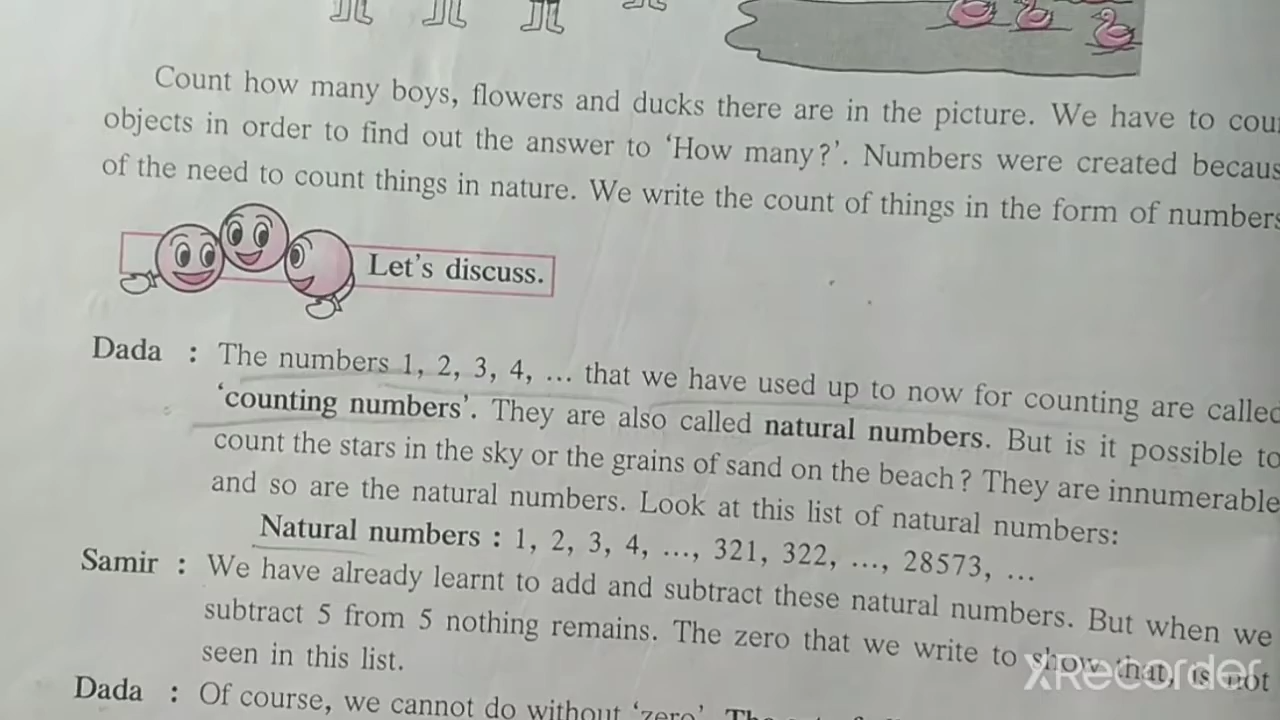 Count how many boys, flowers and ducks there are in the picture. We have to cou
objects in order to find out the answer to ‘How many?’. Numbers were created becaus
of the need to count things in nature. We write the count of things in the form of numbers
Let’s discuss.
Dada : The numbers 1, 2, 3, 4, ... that we have used up to now for counting are called
‘counting numbers’. They are also called natural numbers. But is it possible to
count the stars in the sky or the grains of sand on the beach? They are innumerable
and so are the natural numbers. Look at this list of natural numbers:
Natural numbers : 1, 2, 3, 4, ..., 321, 322, ..., 28573, ...
Samir : We have already learnt to add and subtract these natural numbers. But when we
subtract 5 from 5 nothing remains. The zero that we write to show that, is not
seen in this list.
XRecorder
Dada : Of course, we cannot do without ‘zero’. The